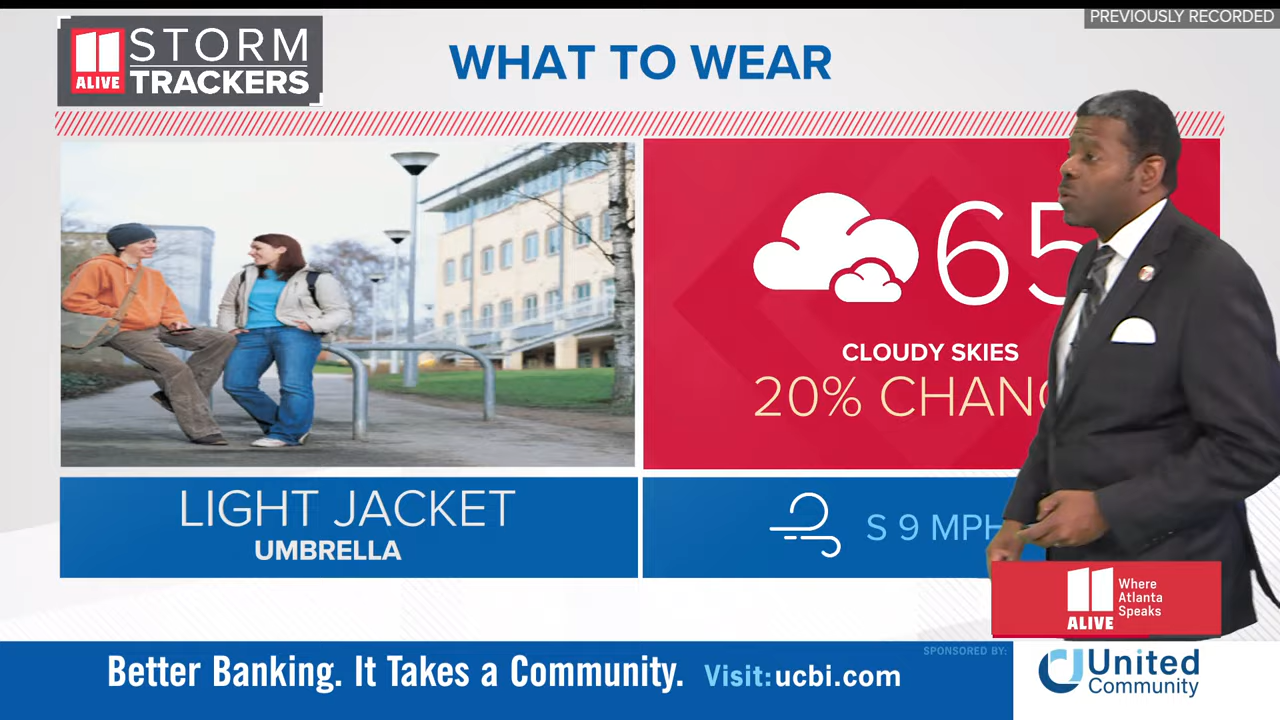 PREVIOUSLY RECORDED
11 ALIVE
STORM
TRACKERS
WHAT TO WEAR
65
CLOUDY SKIES
20%
LIGHT JACKET
UMBRELLA
S 9 MPH
11 ALIVE
Where
Atlanta
Speaks
SPONSORED BY:
Better Banking. It Takes a Community. Visit: ucbi.com
United
Community